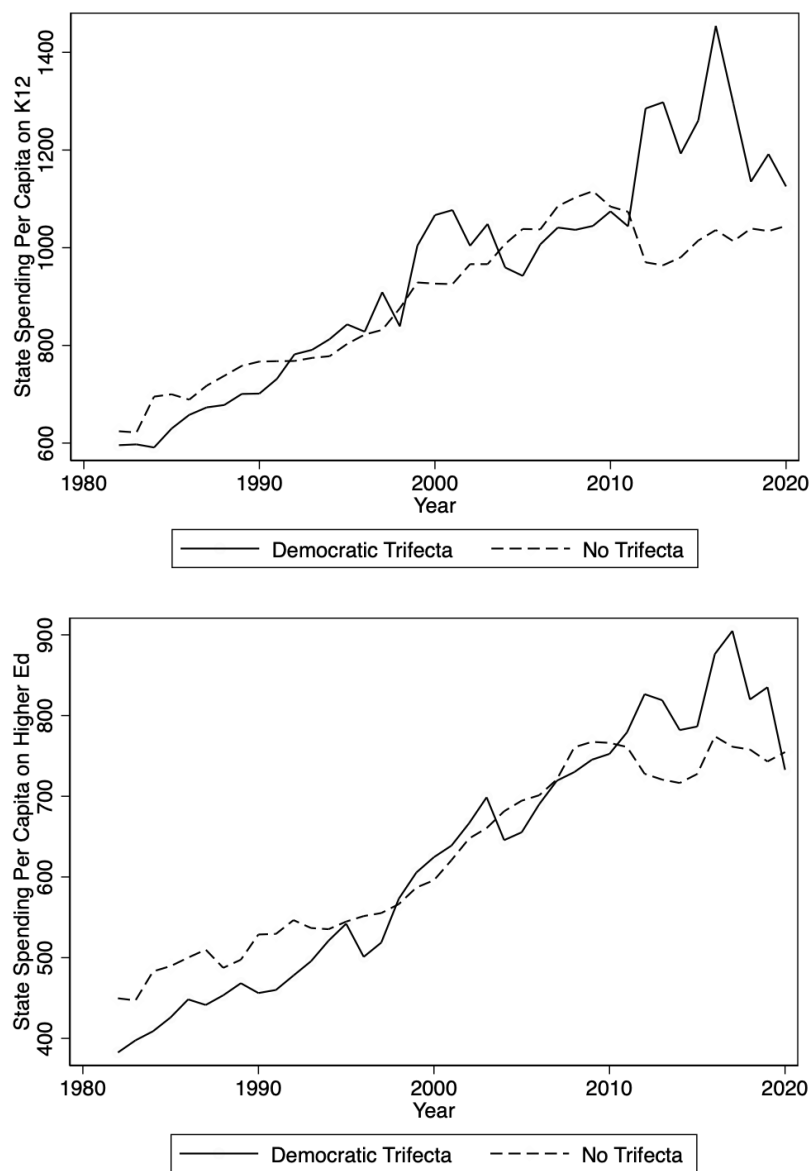 State Spending Per Capita on K12
1400
1200
1000
800
600
1980
1990
2000
2010
2020
Year
Democratic Trifecta
No Trifecta
State Spending Per Capita on Higher Ed
900
800
700
600
500
400
1980
1990
2000
2010
2020
Year
Democratic Trifecta
No Trifecta